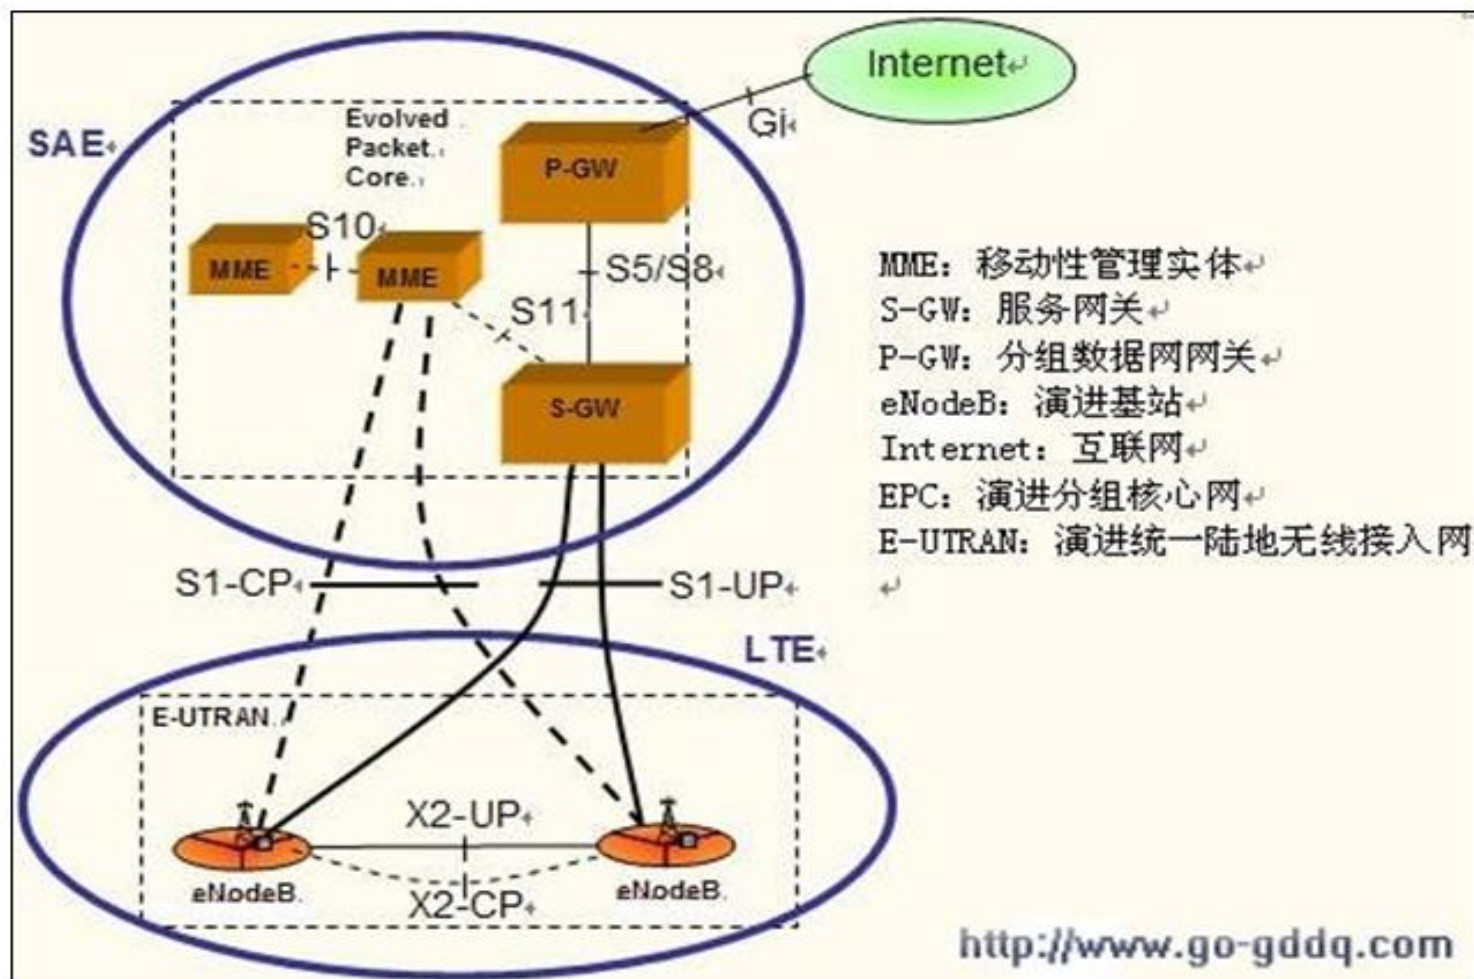 Internet
Gi
SAE
Evolved
Packet
Core
P-GW
S10
MME
MME
S5/S8
S11
S-GW
MME：移动性管理实体
S-GW：服务网关
P-GW：分组数据网网关
eNodeB：演进基站
Internet：互联网
EPC：演进分组核心网
E-UTRAN：演进统一陆地无线接入网
S1-CP
S1-UP
LTE
E-UTRAN
X2-UP
eNodeB
eNodeB
X2-CP
http://www.go-gddq.com